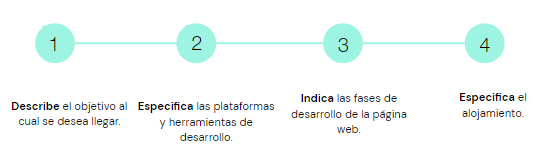 1
2
3
4
Describe el objetivo al
cual se desea llegar.
Especifica las plataformas
y herramientas de
desarrollo.
Indica las fases de
desarrollo de la página
web.
Especifica el
alojamiento.